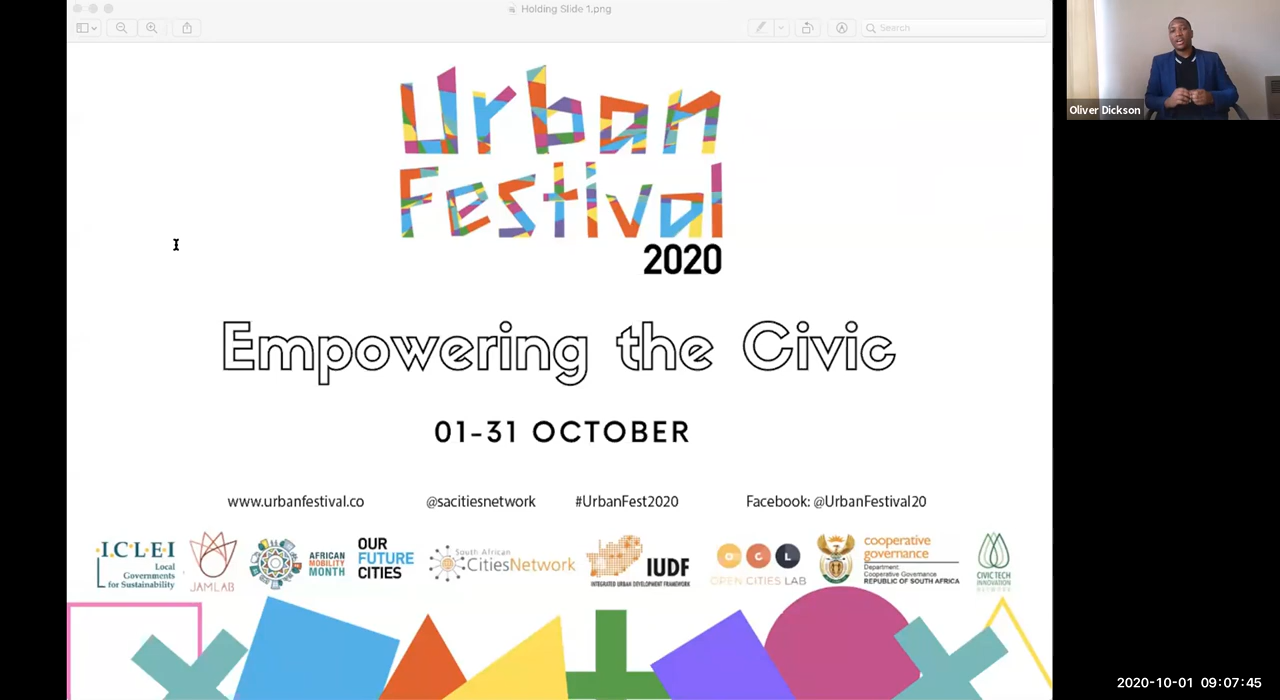 Holding Slide 1.png
Search
Oliver Dickson
Urban
Festival
2020
Empowering the Civic
01-31 OCTOBER
www.urbanfestival.co @sacitiesnetwork #UrbanFest2020 Facebook: @UrbanFestival20
I.C.L.E.I
Local
Governments
for Sustainability
JAMLAB
AFRICAN
MOBILITY
MONTH
OUR
FUTURE
CITIES
South African
CitiesNetwork
IUDF
INTEGRATED URBAN DEVELOPMENT FRAMEWORK
O C L
OPEN CITIES LAB
cooperative
governance
Department:
Cooperative Governance
REPUBLIC OF SOUTH AFRICA
CIVIC TECH
INNOVATION
NETWORK
2020-10-01 09:07:45